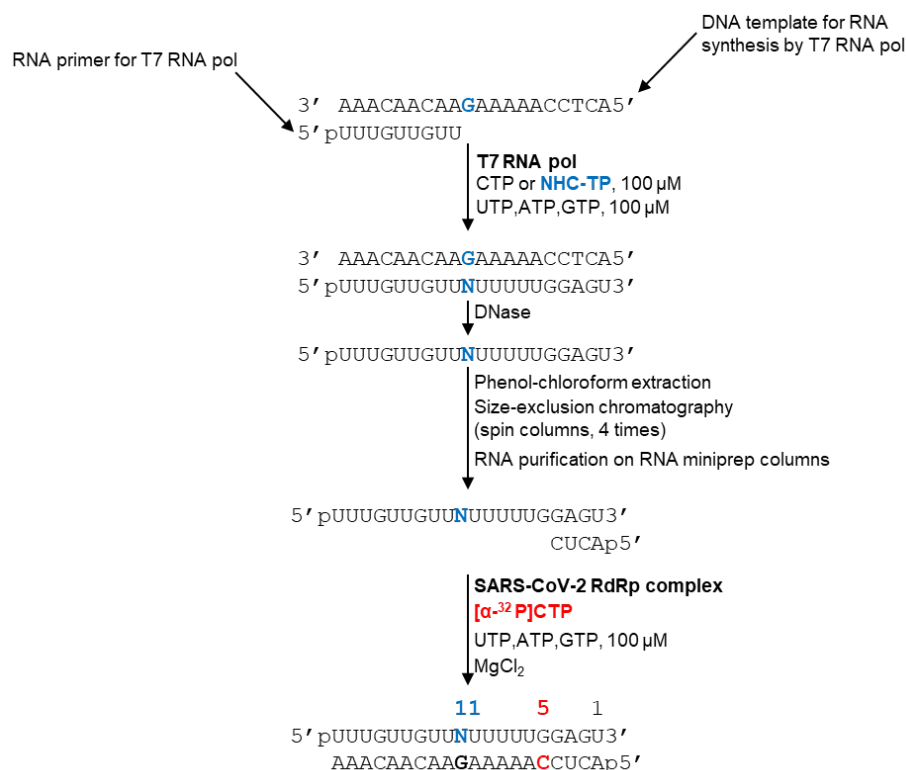 DNA template for RNA
synthesis by T7 RNA pol
RNA primer for T7 RNA pol
3′ AAACAACAAGAAAAACCTCA5′
5′pUUUGUUGUU
T7 RNA pol
CTP or NHC-TP, 100 µM
UTP,ATP,GTP, 100 µM
3′ AAACAACAAGAAAAACCTCA5′
5′pUUUGUUGUUNUUUUUGGAGU3′
DNase
5′pUUUGUUGUUNUUUUUGGAGU3′
Phenol-chloroform extraction
Size-exclusion chromatography
(spin columns, 4 times)
RNA purification on RNA miniprep columns
5′pUUUGUUGUUNUUUUUGGAGU3′
CUCAp5′
SARS-CoV-2 RdRp complex
[α-³²P]CTP
UTP,ATP,GTP, 100 µM
MgCl₂
11 5 1
5′pUUUGUUGUUNUUUUUGGAGU3′
AAACAACAAGAAAAACCUCAp5′